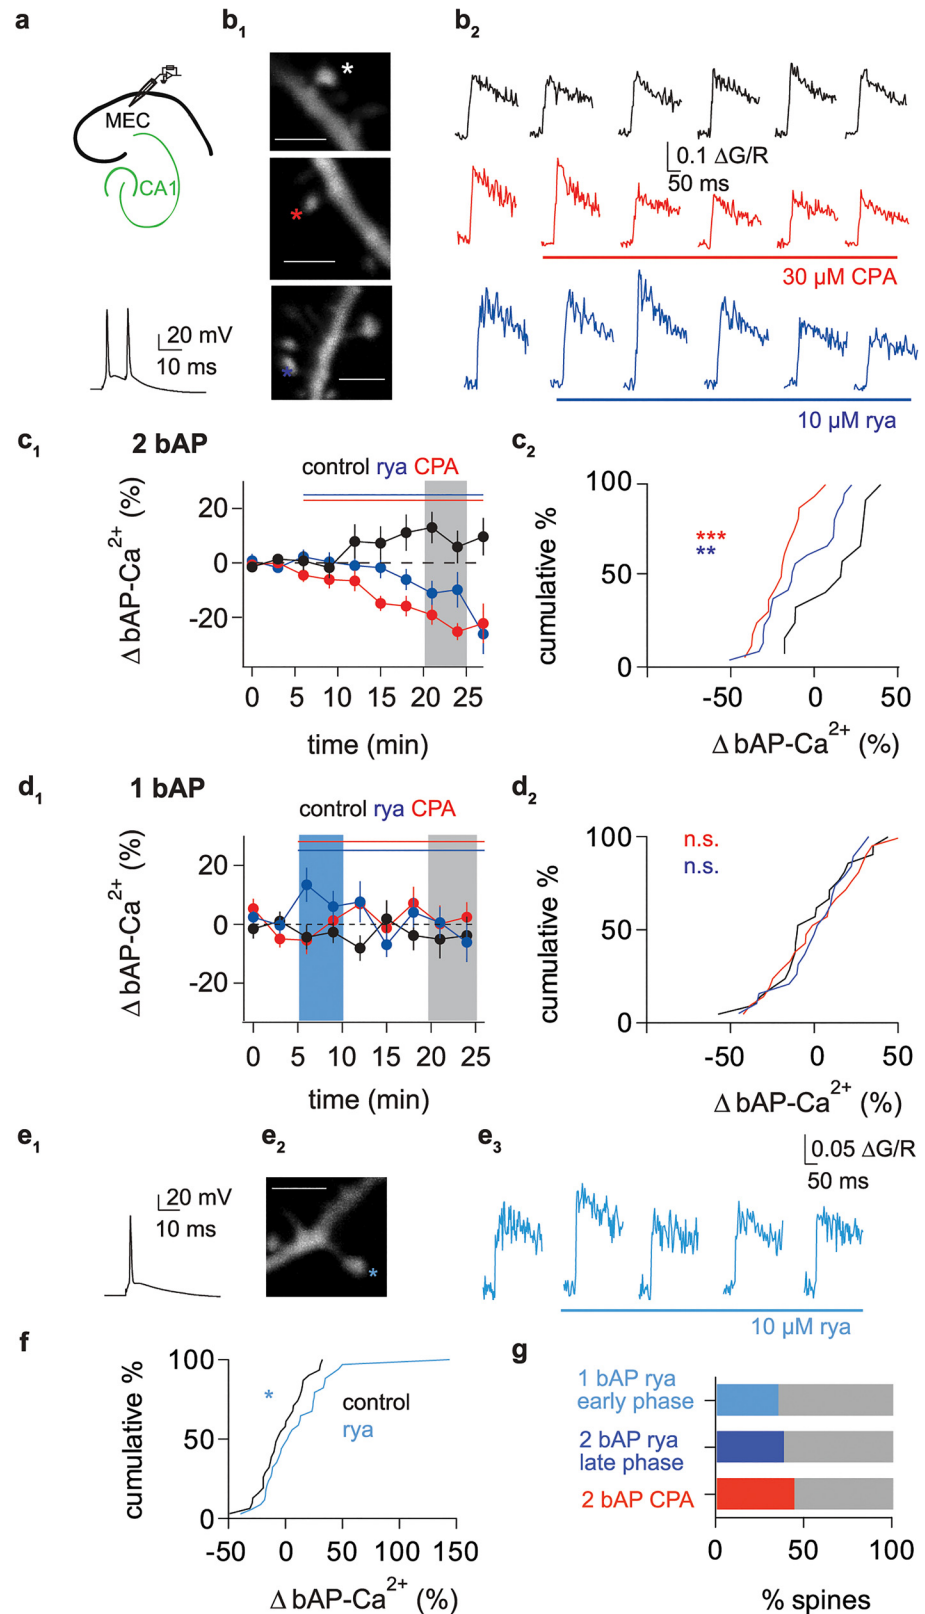 a
b1
b2
MEC
CA1
20 mV
10 ms
*
*
*
0.1 ΔG/R
50 ms
30 µM CPA
10 µM rya
c1
2 bAP
control rya CPA
Δ bAP-Ca2+ (%)
20
0
-20
0 5 10 15 20 25
time (min)
c2
cumulative %
100
50
0
***
**
-50 0 50
Δ bAP-Ca2+ (%)
d1
1 bAP
control rya CPA
Δ bAP-Ca2+ (%)
20
0
-20
0 5 10 15 20 25
time (min)
d2
cumulative %
100
50
0
n.s.
n.s.
-50 0 50
Δ bAP-Ca2+ (%)
e1
20 mV
10 ms
e2
*
e3
0.05 ΔG/R
50 ms
10 µM rya
f
cumulative %
100
50
0
*
control
rya
-50 0 50 100 150
Δ bAP-Ca2+ (%)
g
1 bAP rya
early phase
2 bAP rya
late phase
2 bAP CPA
0 50 100
% spines